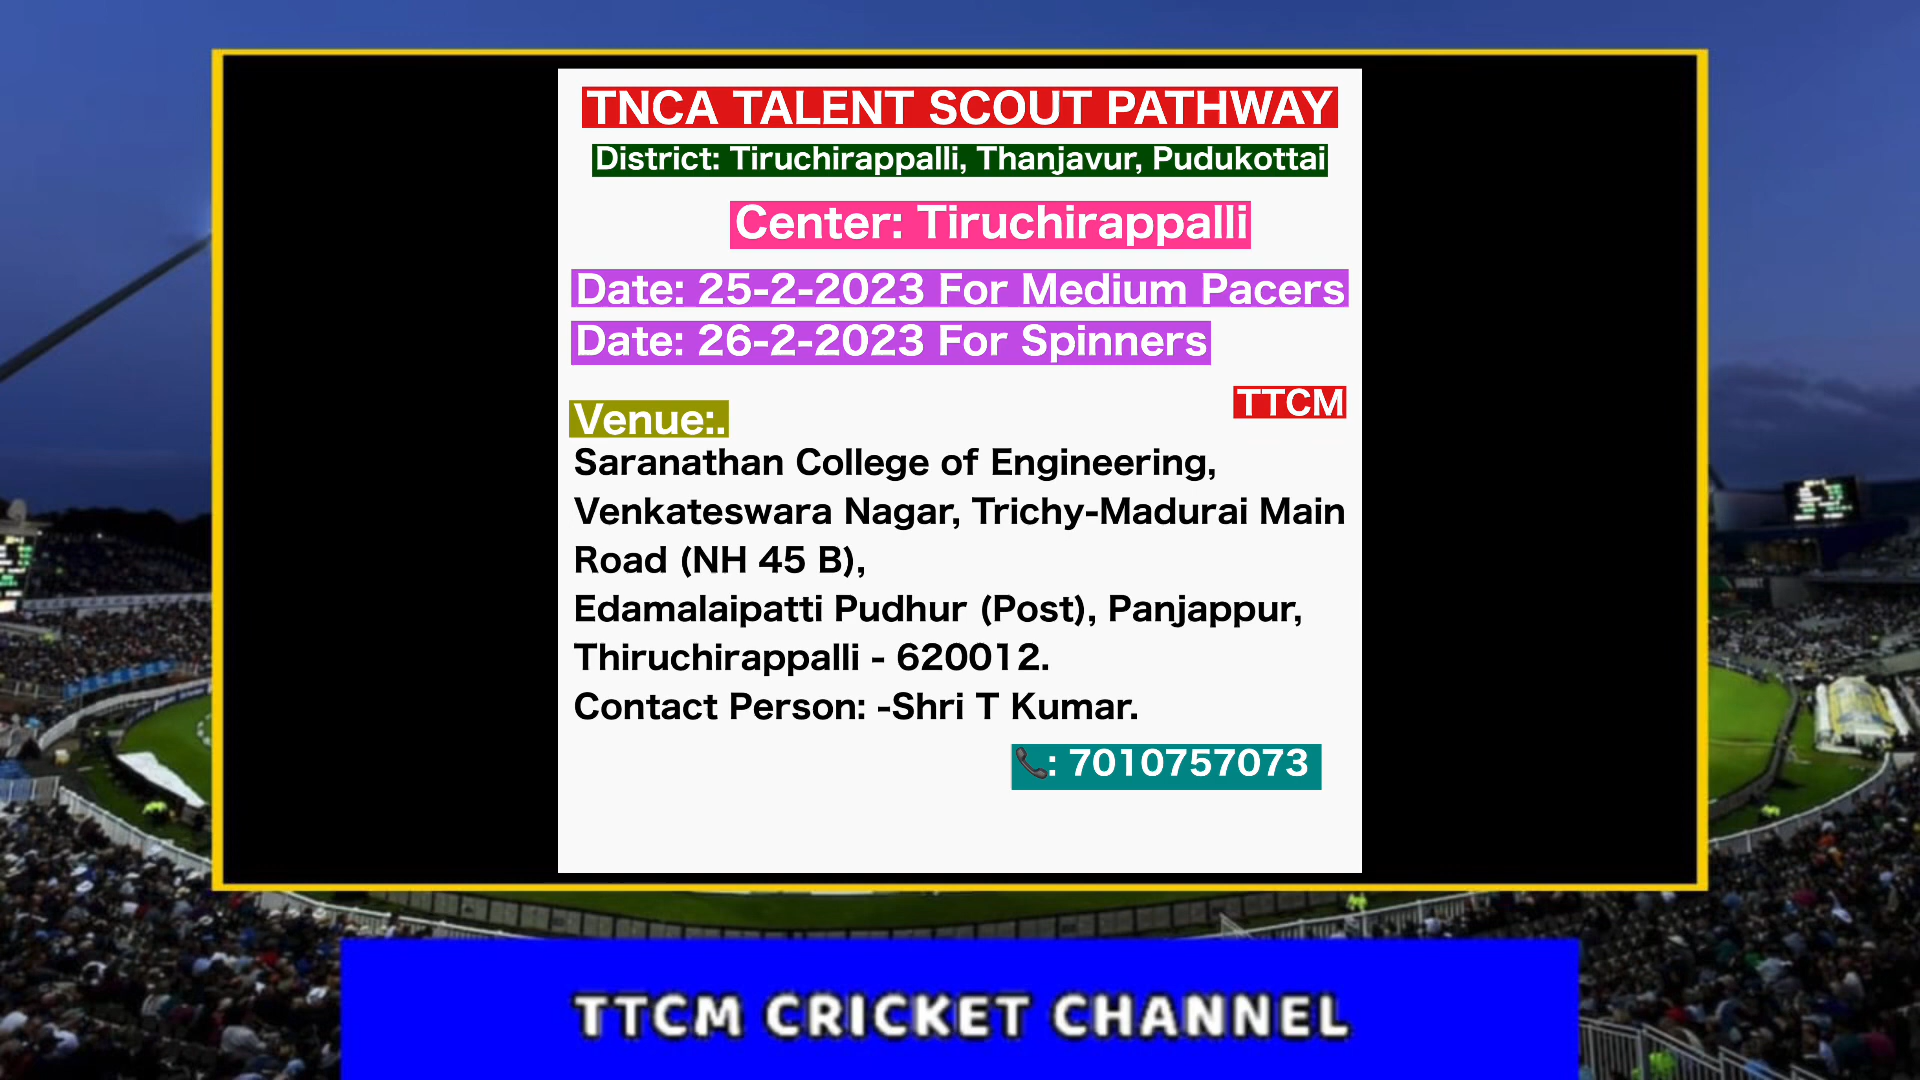 TNCA TALENT SCOUT PATHWAY
District: Tiruchirappalli, Thanjavur, Pudukottai
Center: Tiruchirappalli
Date: 25-2-2023 For Medium Pacers
Date: 26-2-2023 For Spinners
TTCM
Venue:.
Saranathan College of Engineering,
Venkateswara Nagar, Trichy-Madurai Main
Road (NH 45 B),
Edamalaipatti Pudhur (Post), Panjappur,
Thiruchirappalli - 620012.
Contact Person: -Shri T Kumar.
📞: 7010757073
TTCM CRICKET CHANNEL